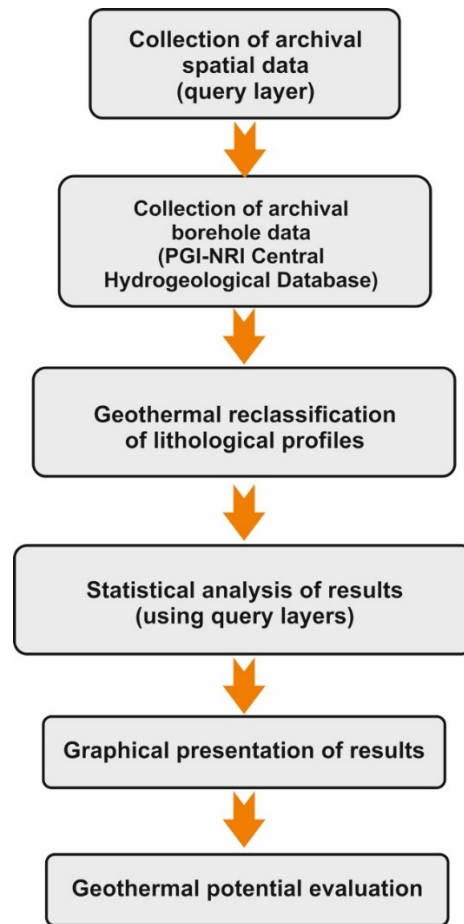 Collection of archival
spatial data
(query layer)
Collection of archival
borehole data
(PGI-NRI Central
Hydrogeological Database)
Geothermal reclassification
of lithological profiles
Statistical analysis of results
(using query layers)
Graphical presentation of results
Geothermal potential evaluation